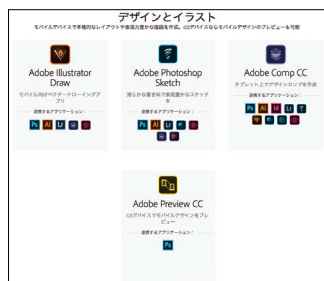 デザインとイラスト
モバイルデバイスで本格的なレイアウトや表現力豊かな描画を作成。iOSデバイスならモバイルデザインのプレビューも可能
Adobe Illustrator
Draw
モバイル向けベクタードローイングア
プリ
連携するアプリケーション：
Ps Ai Lr
Adobe Photoshop
Sketch
滑らかな書き味で表現豊かなスケッチ
を
連携するアプリケーション：
Ps Ai Lr
Adobe Comp CC
タブレット上でデザインカンプを作成
連携するアプリケーション：
Ps Ai Id Lr
Adobe Preview CC
iOSデバイスでモバイルデザインをプレ
ビュー
連携するアプリケーション：
Ps